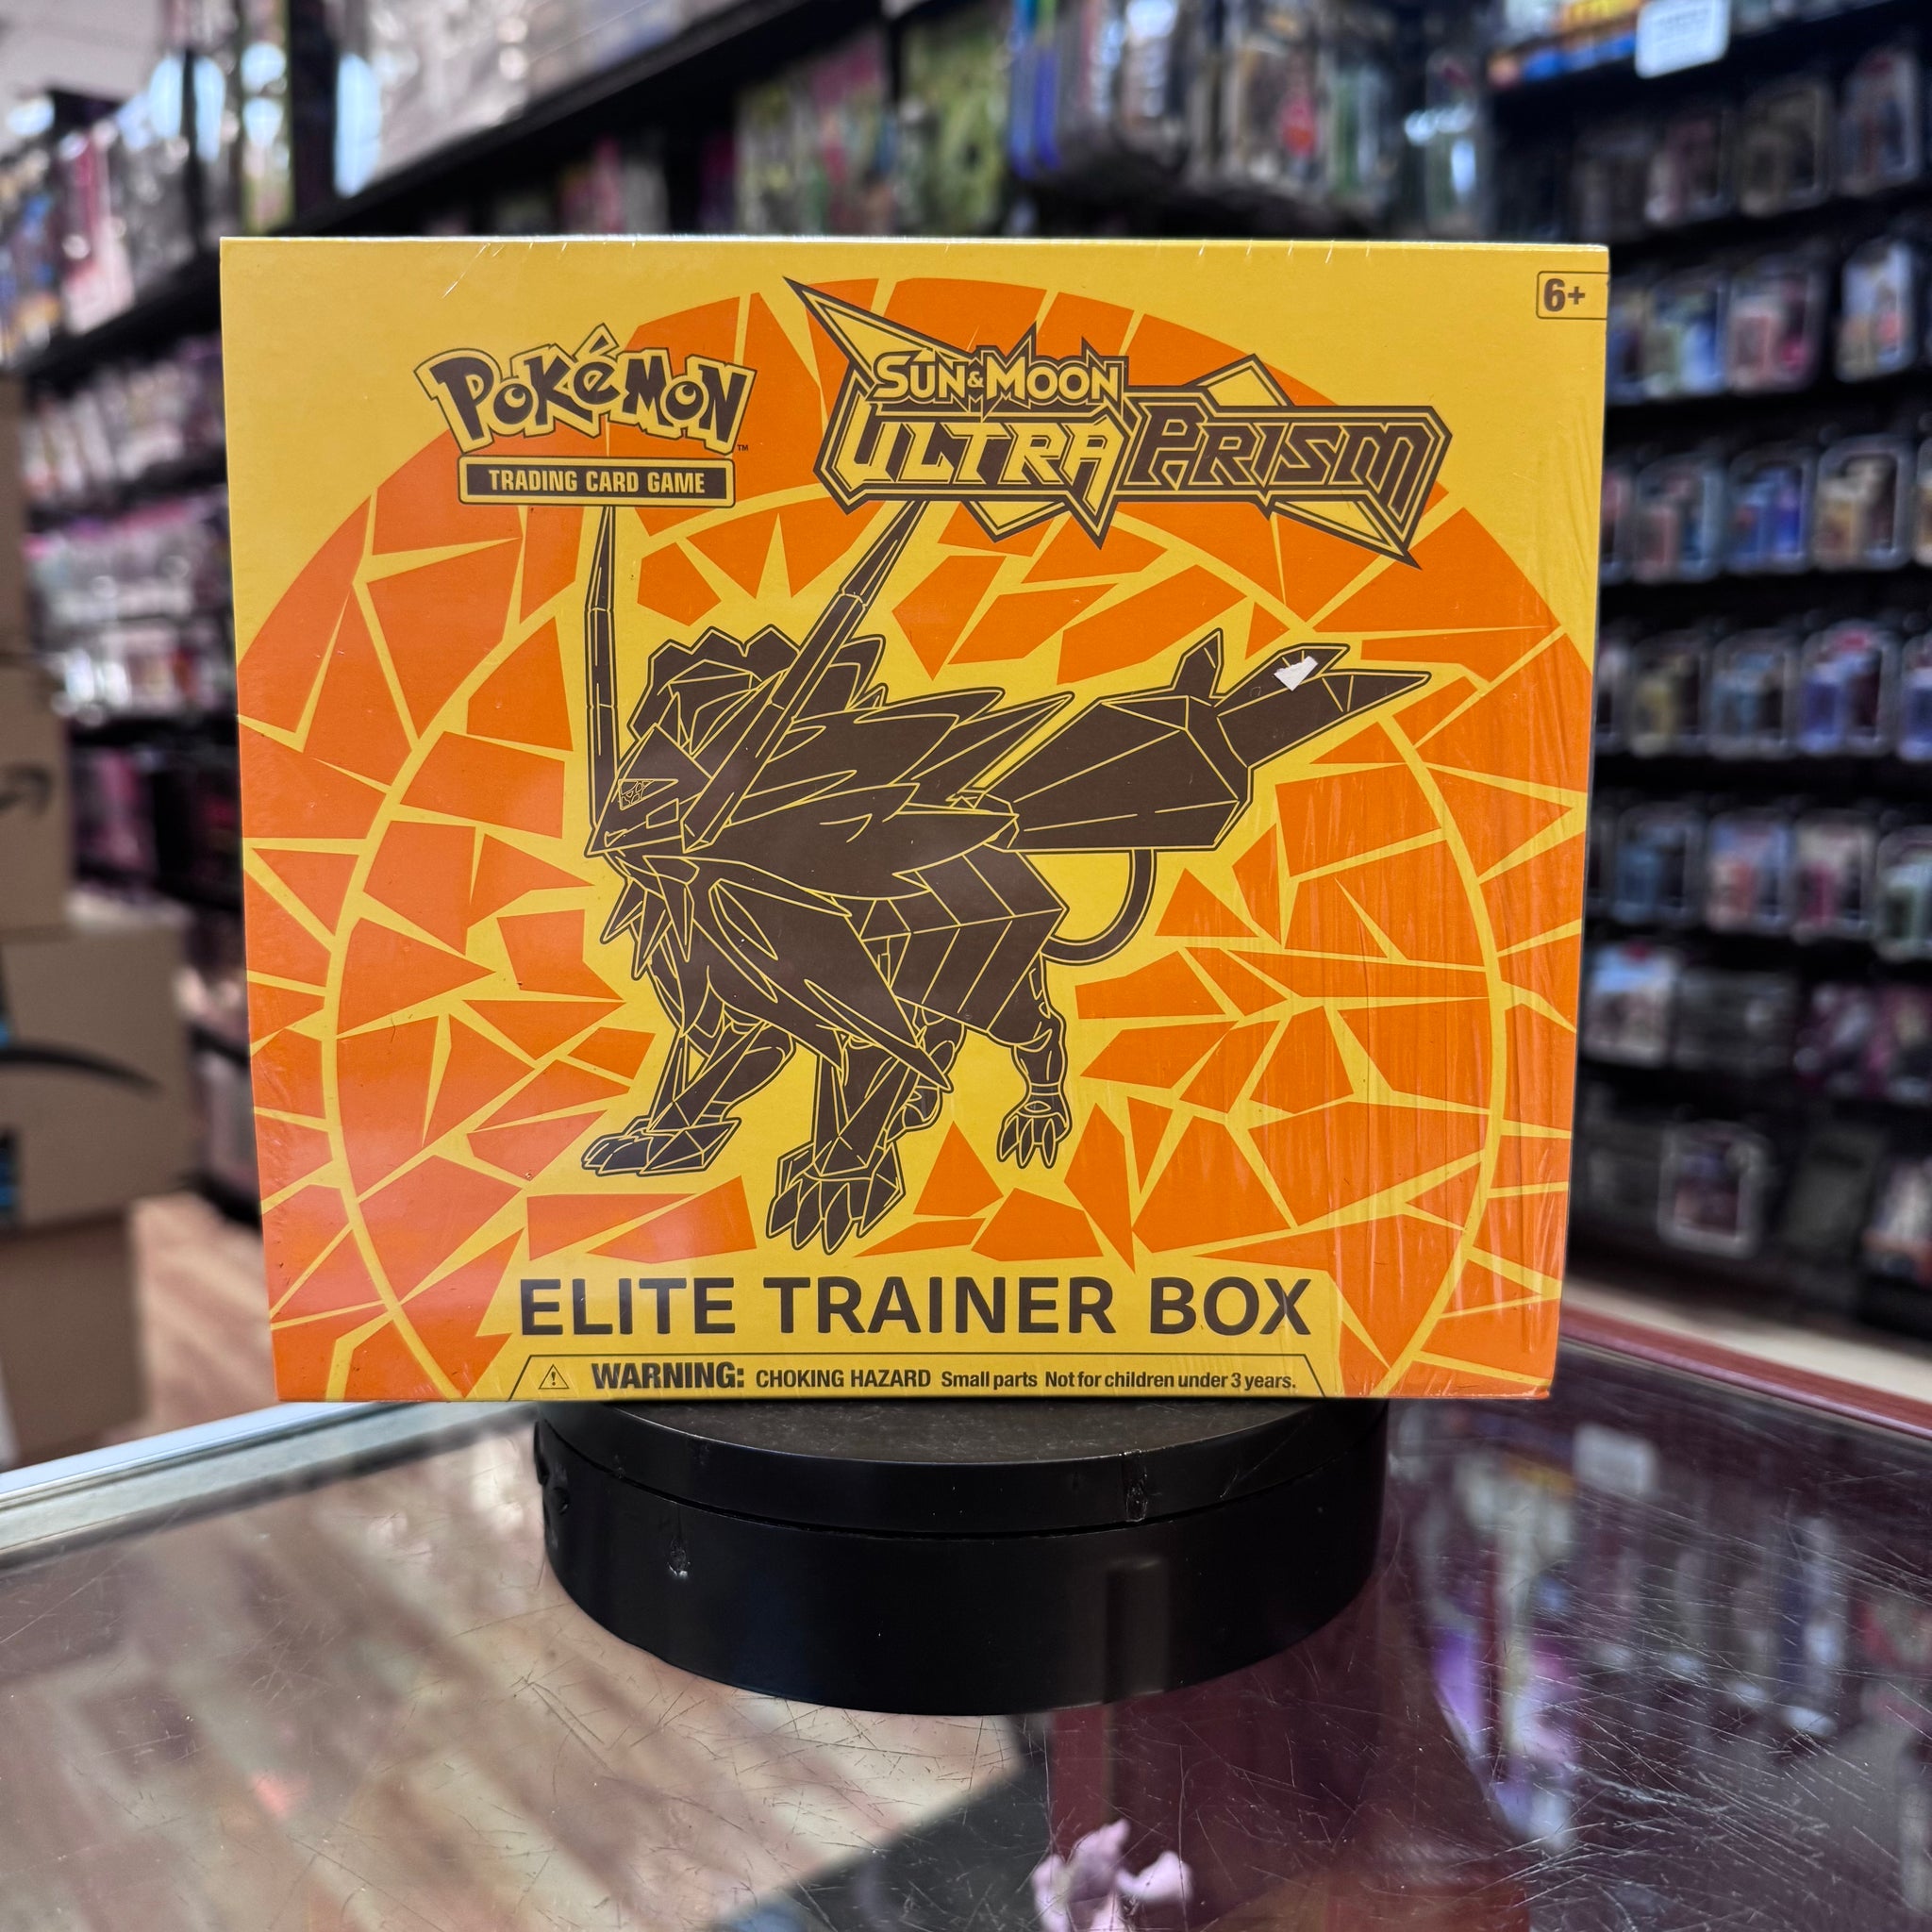 6+
Pokémon
TM
TRADING CARD GAME
SUN & MOON
ULTRA PRISM
ELITE TRAINER BOX
WARNING: CHOKING HAZARD Small parts Not for children under 3 years.